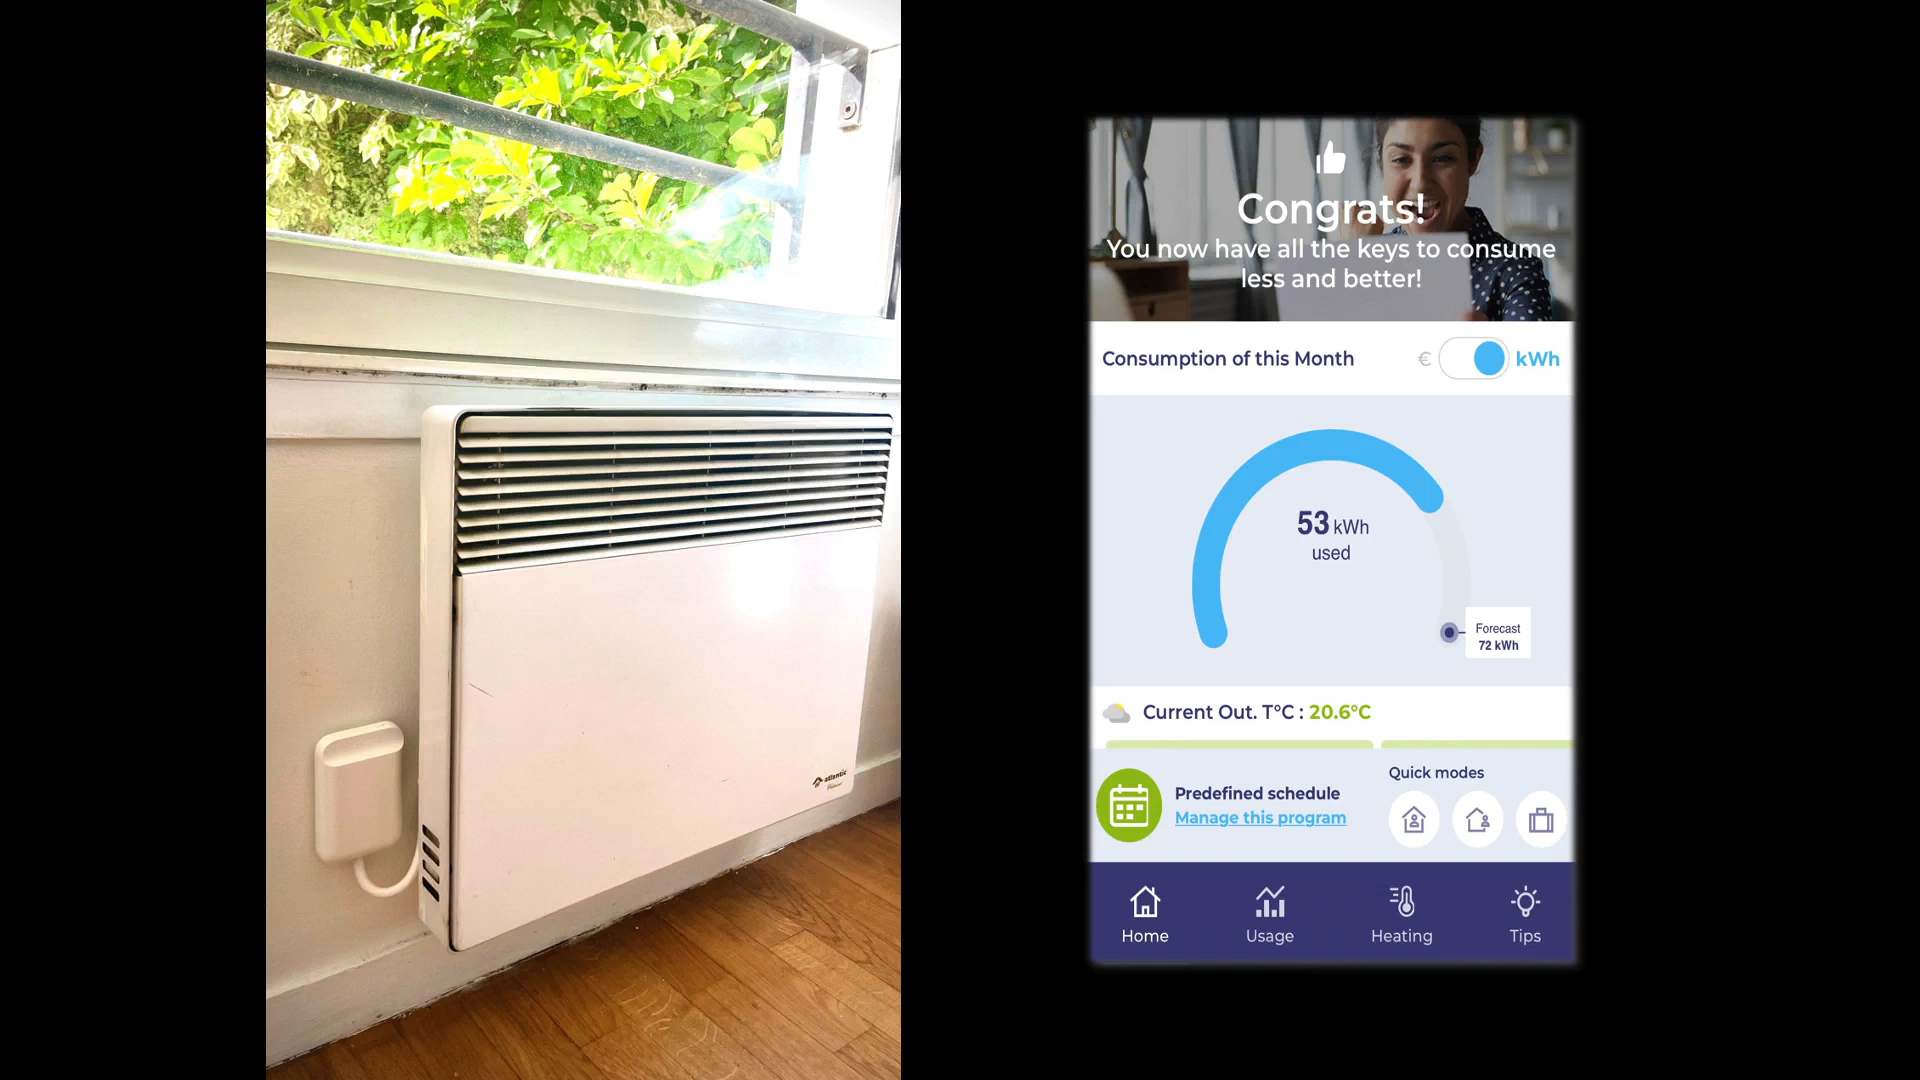 atlantic
Congrats!
You now have all the keys to consume
less and better!
Consumption of this Month
€
kWh
53 kWh
used
Forecast
72 kWh
Current Out. T°C : 20.6°C
Predefined schedule
Manage this program
Quick modes
Home
Usage
Heating
Tips